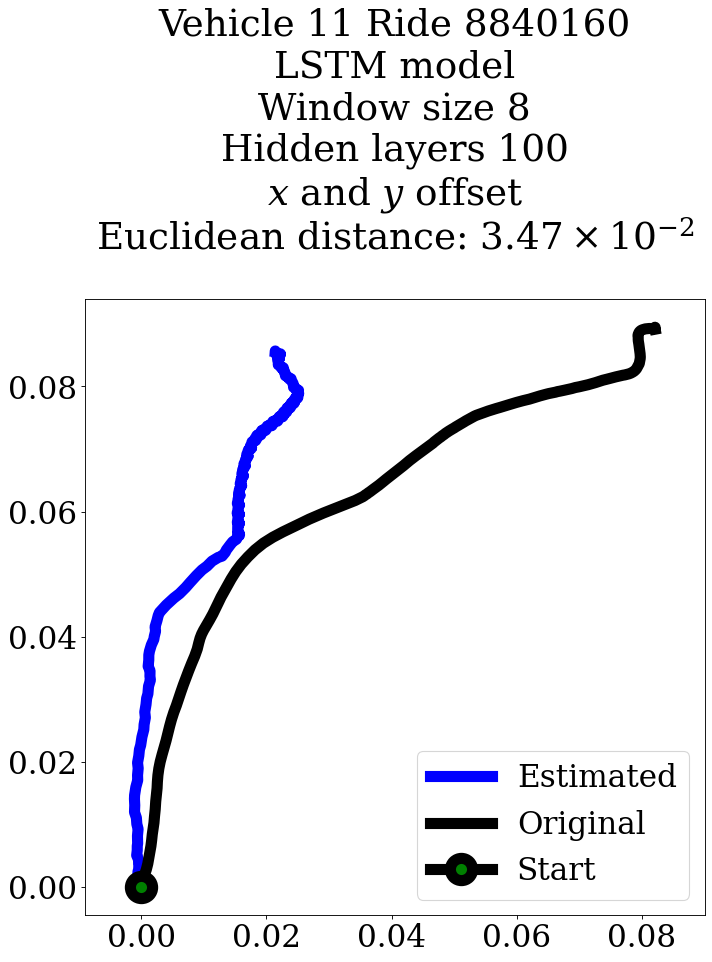 Vehicle 11 Ride 8840160
LSTM model
Window size 8
Hidden layers 100
x and y offset
Euclidean distance: 3.47 × 10⁻²
0.08
0.06
0.04
0.02
0.00
Estimated
Original
Start
0.00 0.02 0.04 0.06 0.08